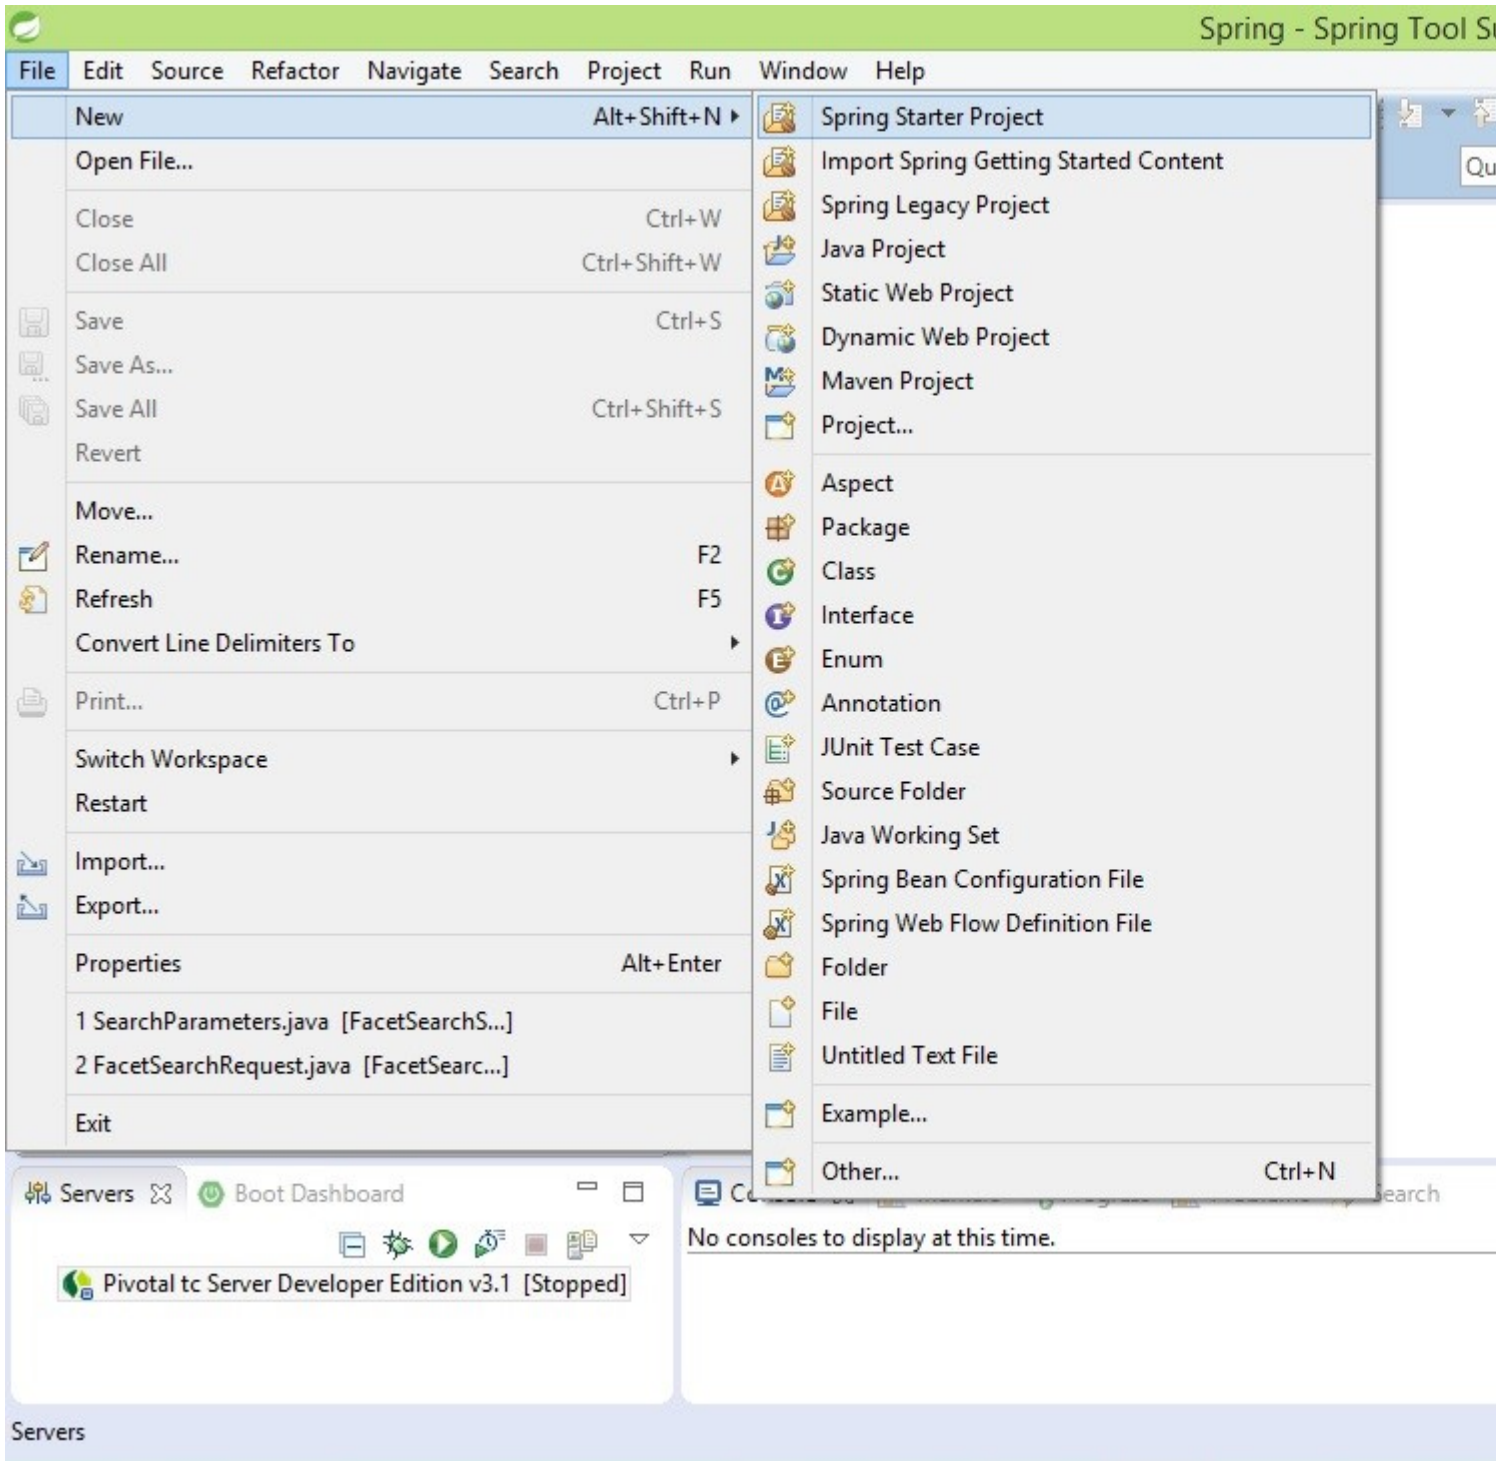 Spring - Spring Tool
File Edit Source Refactor Navigate Search Project Run Window Help
New Alt+Shift+N
Open File...
Close Ctrl+W
Close All Ctrl+Shift+W
Save Ctrl+S
Save As...
Save All Ctrl+Shift+S
Revert
Move...
Rename... F2
Refresh F5
Convert Line Delimiters To
Print... Ctrl+P
Switch Workspace
Restart
Import...
Export...
Properties Alt+Enter
1 SearchParameters.java [FacetSearchS...]
2 FacetSearchRequest.java [FacetSearc...]
Exit
Spring Starter Project
Import Spring Getting Started Content
Spring Legacy Project
Java Project
Static Web Project
Dynamic Web Project
Maven Project
Project...
Aspect
Package
Class
Interface
Enum
Annotation
JUnit Test Case
Source Folder
Java Working Set
Spring Bean Configuration File
Spring Web Flow Definition File
Folder
File
Untitled Text File
Example...
Other... Ctrl+N
Servers Boot Dashboard
Pivotal tc Server Developer Edition v3.1 [Stopped]
No consoles to display at this time.
Servers